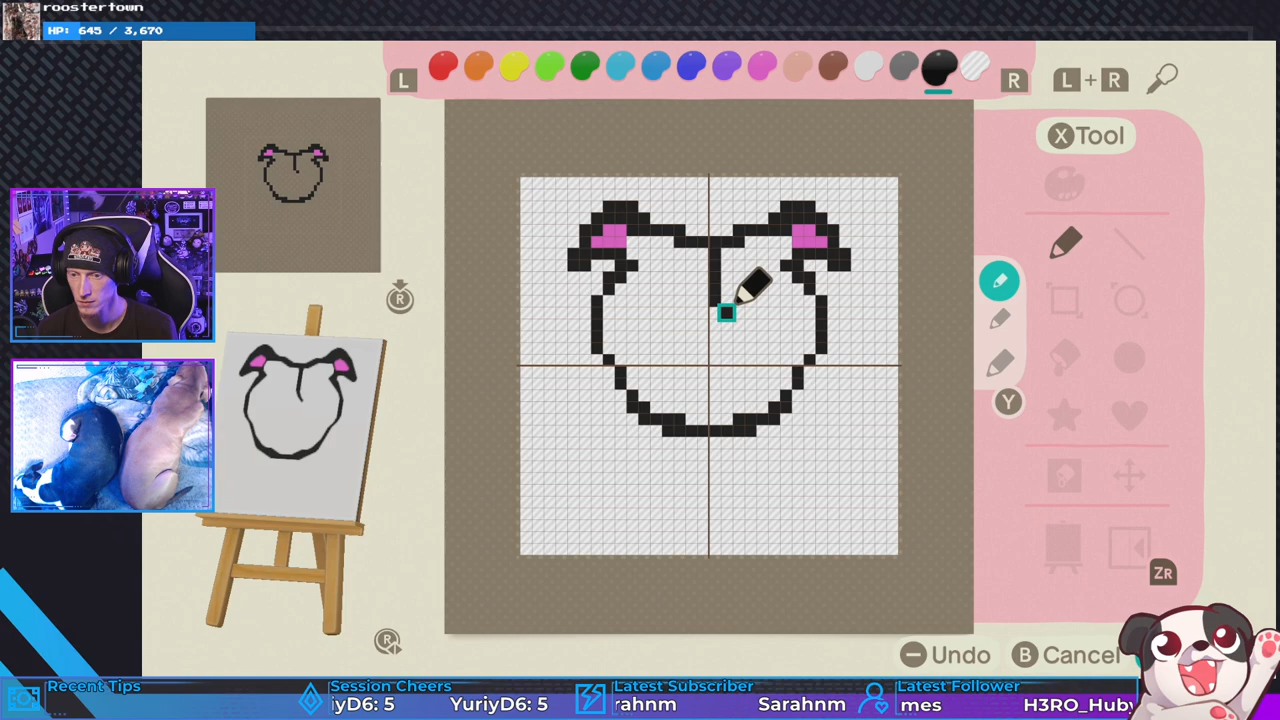 roostertown
HP: 645 / 3,670
L
R
L + R
X Tool
R
Y
R
ZR
Undo
B Cancel
Recent Tips
Session Cheers
iyD6: 5 YuriyD6: 5
Latest Subscriber
rahnm Sarahnm
Latest Follower
mes H3RO_Huby